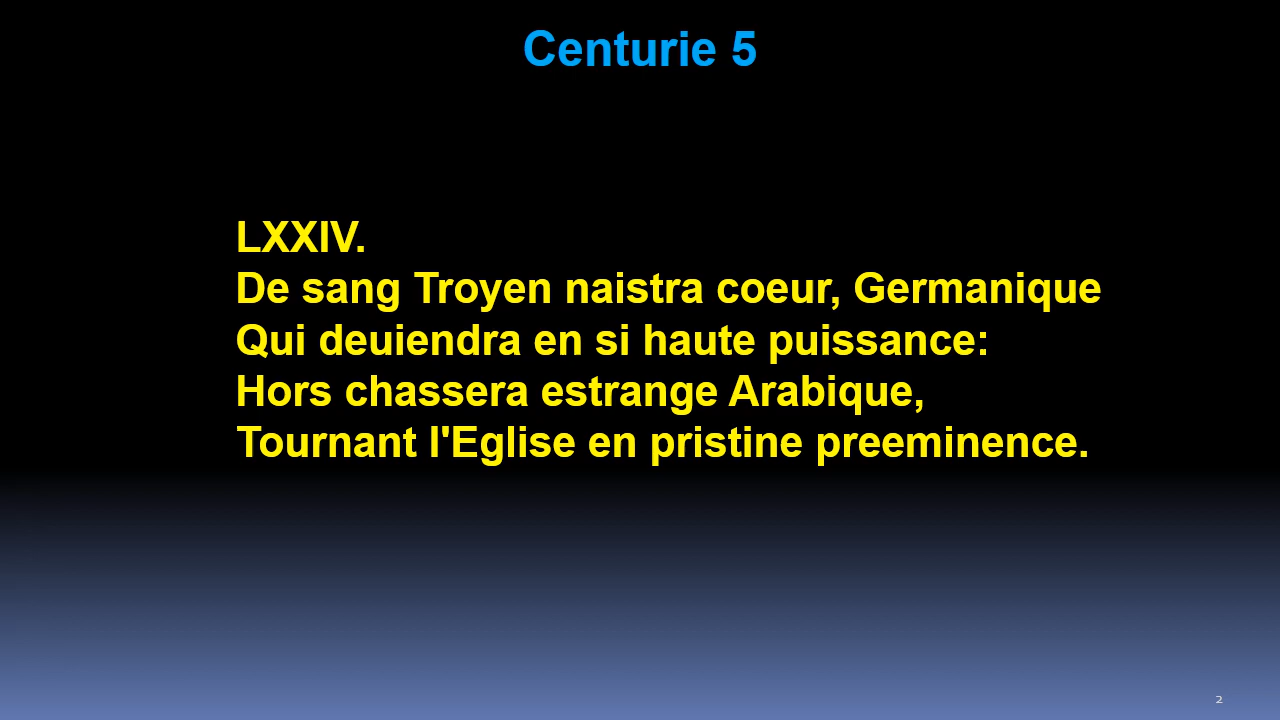 Centurie 5
LXXIV.
De sang Troyen naistra coeur, Germanique
Qui deuiendra en si haute puissance:
Hors chassera estrange Arabique,
Tournant l'Eglise en pristine preeminence.
2